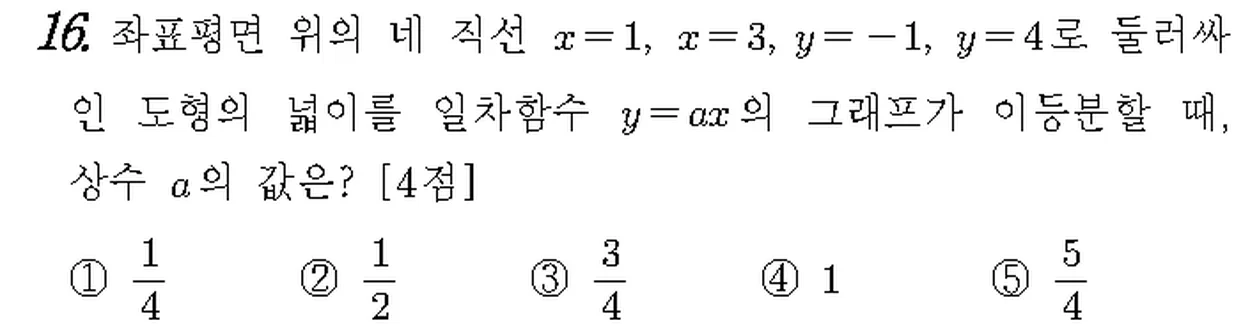 16. 좌표평면 위의 네 직선 x=1, x=3, y=-1, y=4로 둘러싸
인 도형의 넓이를 일차함수 y=ax의 그래프가 이등분할 때,
상수 a의 값은? [4점]
① 1/4 ② 1/2 ③ 3/4 ④ 1 ⑤ 5/4